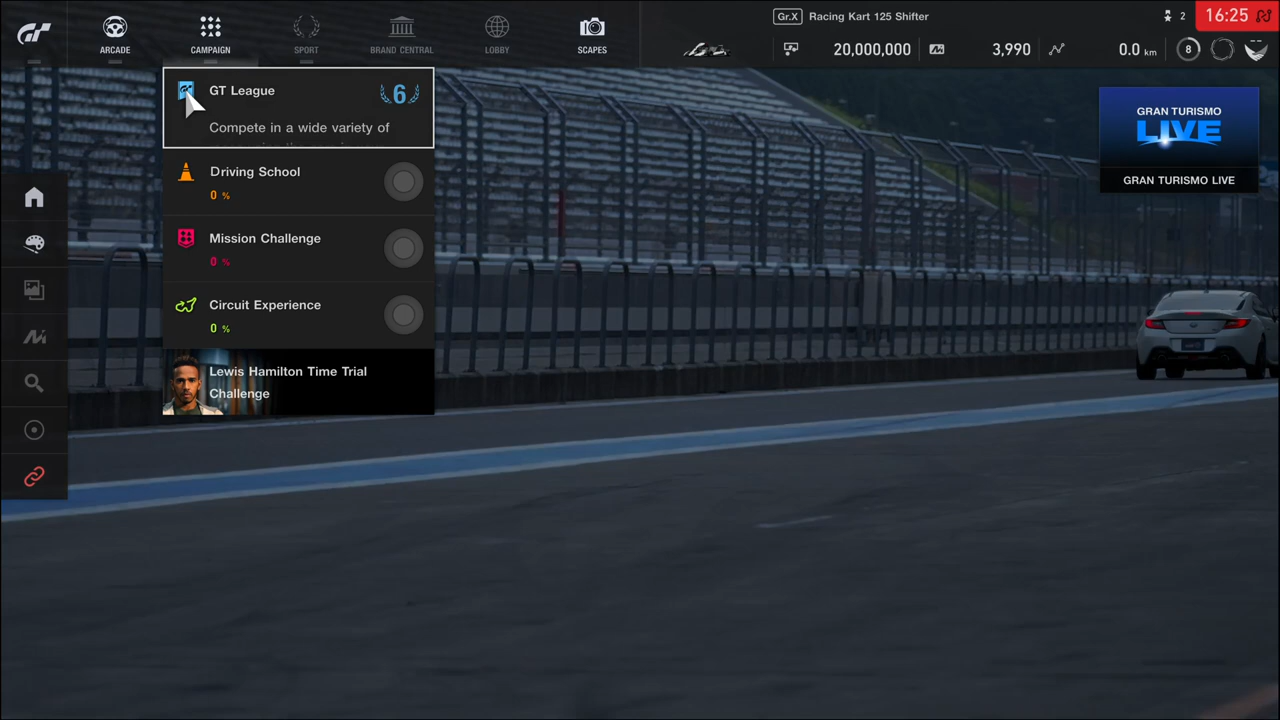 ARCADE
CAMPAIGN
SPORT
BRAND CENTRAL
LOBBY
SCAPES
Gr.X Racing Kart 125 Shifter
2
16:25
20,000,000
3,990
0.0 km
8
GT League
6
Compete in a wide variety of
Driving School
0 %
Mission Challenge
0 %
Circuit Experience
0 %
Lewis Hamilton Time Trial
Challenge
GRAN TURISMO
LIVE
GRAN TURISMO LIVE